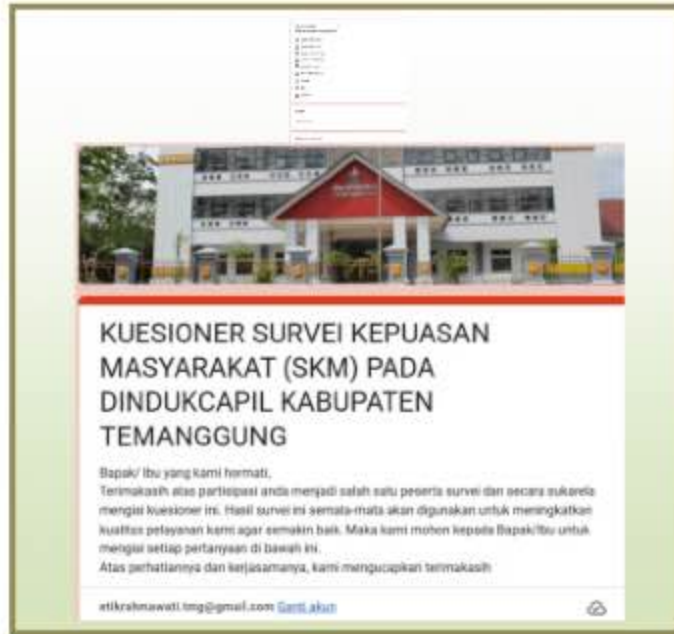 KUESIONER SURVEI KEPUASAN
MASYARAKAT (SKM) PADA
DINDUKCAPIL KABUPATEN
TEMANGGUNG
Bapak/ Ibu yang kami hormati,
Terimakasih atas partisipasi anda menjadi salah satu peserta survei dan secara sukarela
mengisi kuesioner ini. Hasil survei ini semata-mata akan digunakan untuk meningkatkan
kualitas pelayanan kami agar semakin baik. Maka kami mohon kepada Bapak/Ibu untuk
mengisi setiap pertanyaan di bawah ini.
Atas perhatiannya dan kerjasamanya, kami mengucapkan terimakasih
etikrahmawati.tmg@gmail.com Ganti akun